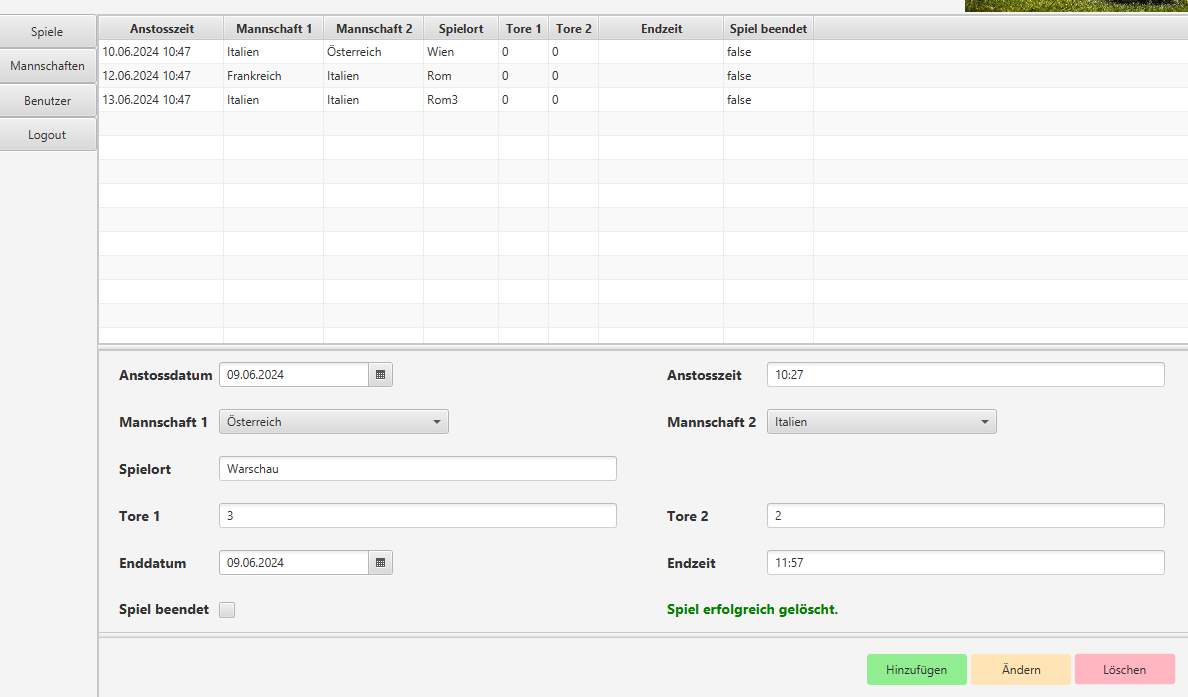 Spiele
Mannschaften
Benutzer
Logout
Anstosszeit Mannschaft 1 Mannschaft 2 Spielort Tore 1 Tore 2 Endzeit Spiel beendet
10.06.2024 10:47 Italien Österreich Wien 0 0 false
12.06.2024 10:47 Frankreich Italien Rom 0 0 false
13.06.2024 10:47 Italien Italien Rom3 0 0 false
Anstossdatum 09.06.2024 Anstosszeit 10:27
Mannschaft 1 Österreich Mannschaft 2 Italien
Spielort Warschau
Tore 1 3 Tore 2 2
Enddatum 09.06.2024 Endzeit 11:57
Spiel beendet Spiel erfolgreich gelöscht.
Hinzufügen Ändern Löschen